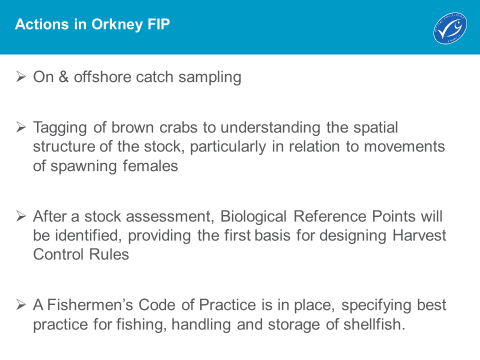 Actions in Orkney FIP
➢ On & offshore catch sampling
➢ Tagging of brown crabs to understanding the spatial
structure of the stock, particularly in relation to movements
of spawning females
➢ After a stock assessment, Biological Reference Points will
be identified, providing the first basis for designing Harvest
Control Rules
➢ A Fishermen’s Code of Practice is in place, specifying best
practice for fishing, handling and storage of shellfish.